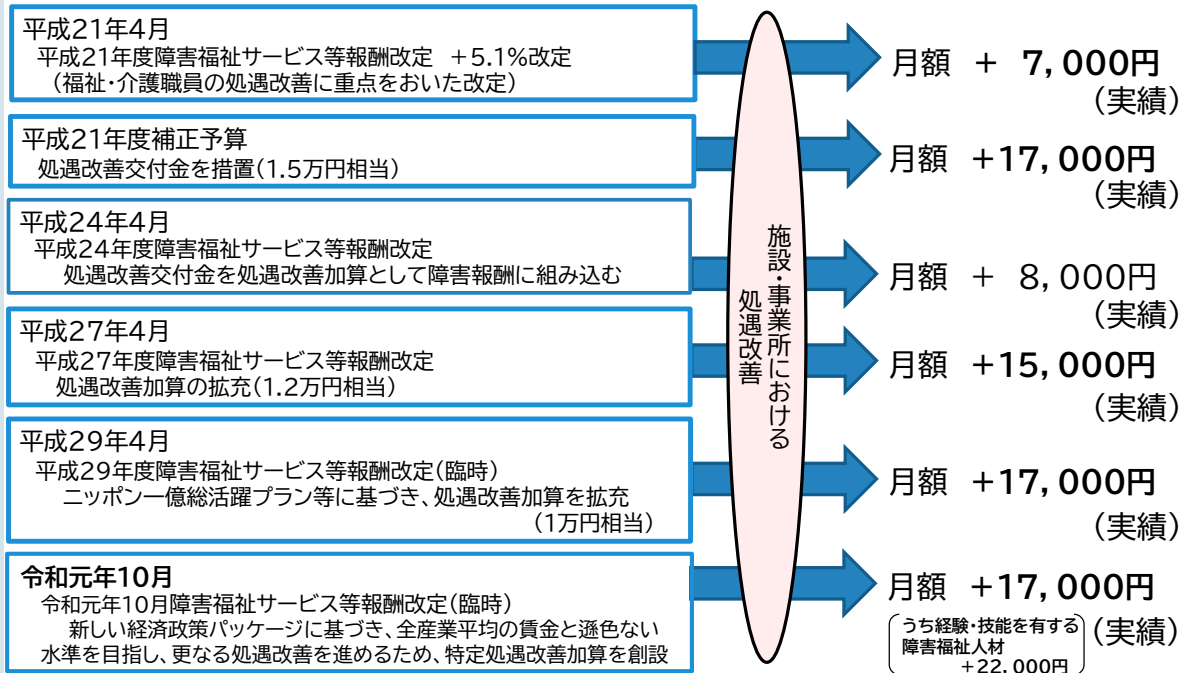 平成21年4月
平成21年度障害福祉サービス等報酬改定　＋5.1%改定
（福祉・介護職員の処遇改善に重点をおいた改定）
月額　＋　7，000円
（実績）
平成21年度補正予算
処遇改善交付金を措置（1.5万円相当）
月額　＋17，000円
（実績）
平成24年4月
平成24年度障害福祉サービス等報酬改定
処遇改善交付金を処遇改善加算として障害報酬に組み込む
月額　＋　8，000円
（実績）
平成27年4月
平成27年度障害福祉サービス等報酬改定
処遇改善加算の拡充（1.2万円相当）
月額　＋15，000円
（実績）
平成29年4月
平成29年度障害福祉サービス等報酬改定（臨時）
ニッポン一億総活躍プラン等に基づき、処遇改善加算を拡充
（1万円相当）
月額　＋17，000円
（実績）
令和元年10月
令和元年10月障害福祉サービス等報酬改定（臨時）
新しい経済政策パッケージに基づき、全産業平均の賃金と遜色ない
水準を目指し、更なる処遇改善を進めるため、特定処遇改善加算を創設
月額　＋17，000円
（実績）
うち経験・技能を有する
障害福祉人材
＋22，000円
施設・事業所における
処遇改善